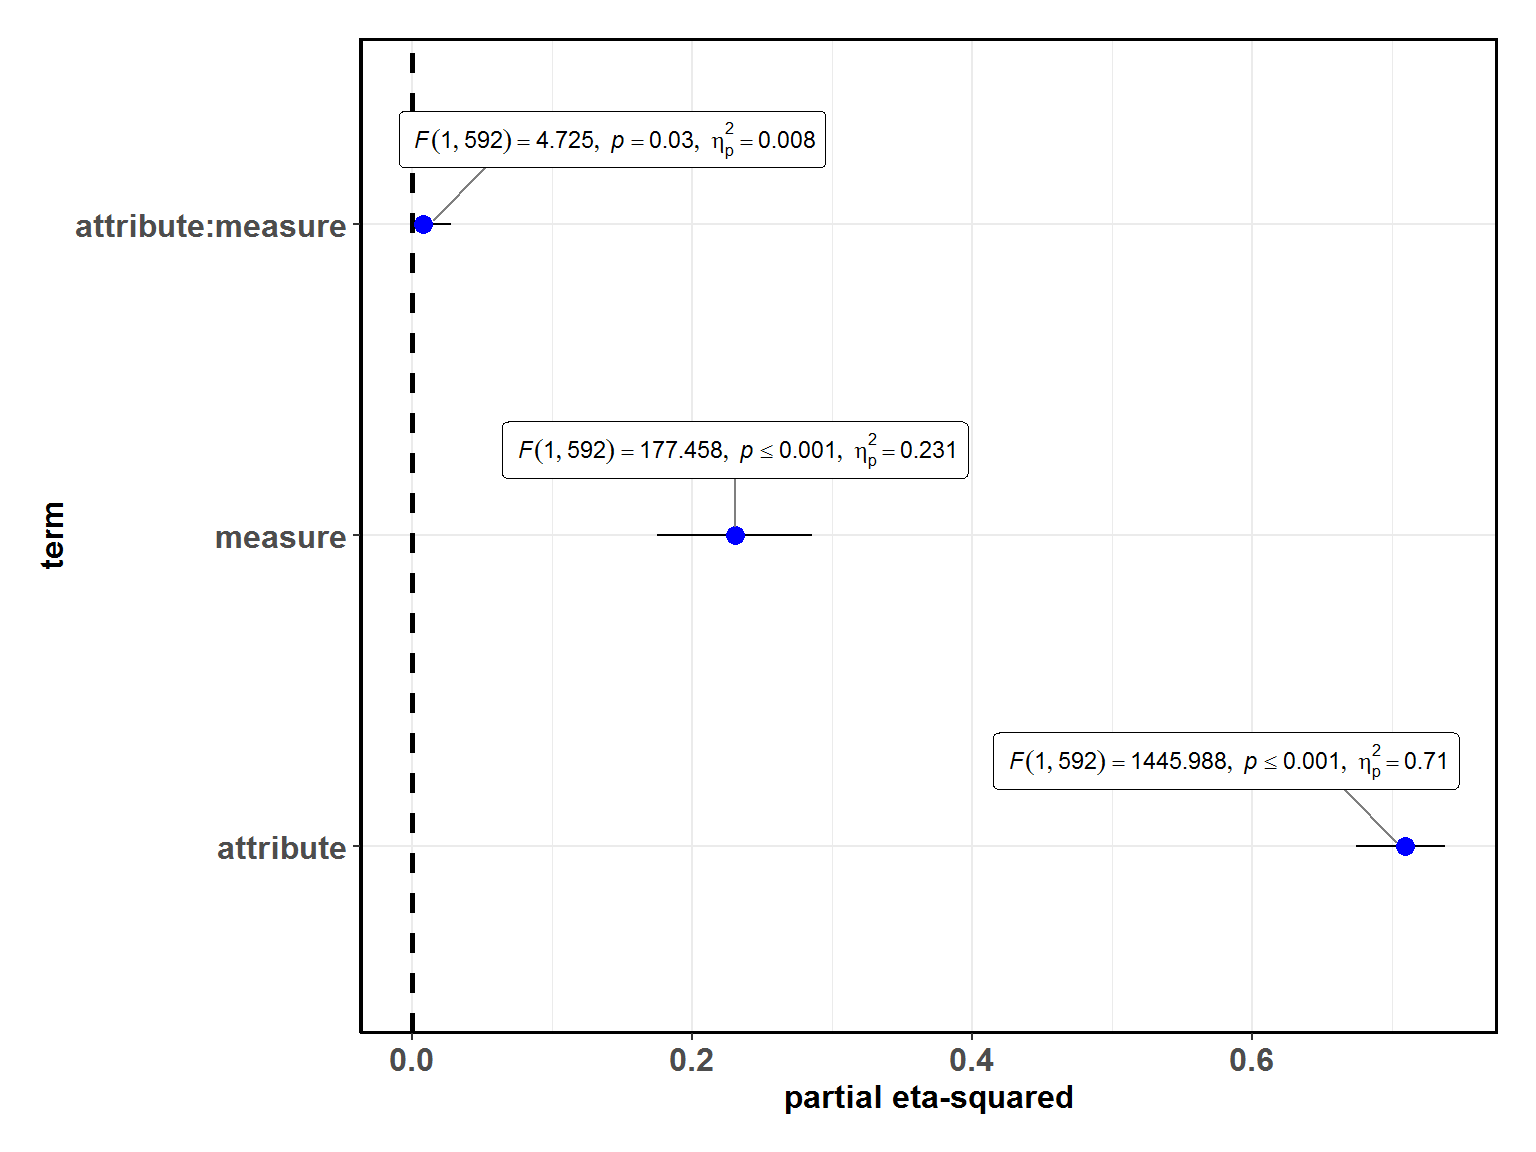 F(1, 592) = 4.725, p = 0.03, η²ₚ = 0.008
attribute:measure
F(1, 592) = 177.458, p ≤ 0.001, η²ₚ = 0.231
measure
term
F(1, 592) = 1445.988, p ≤ 0.001, η²ₚ = 0.71
attribute
0.0 0.2 0.4 0.6
partial eta-squared